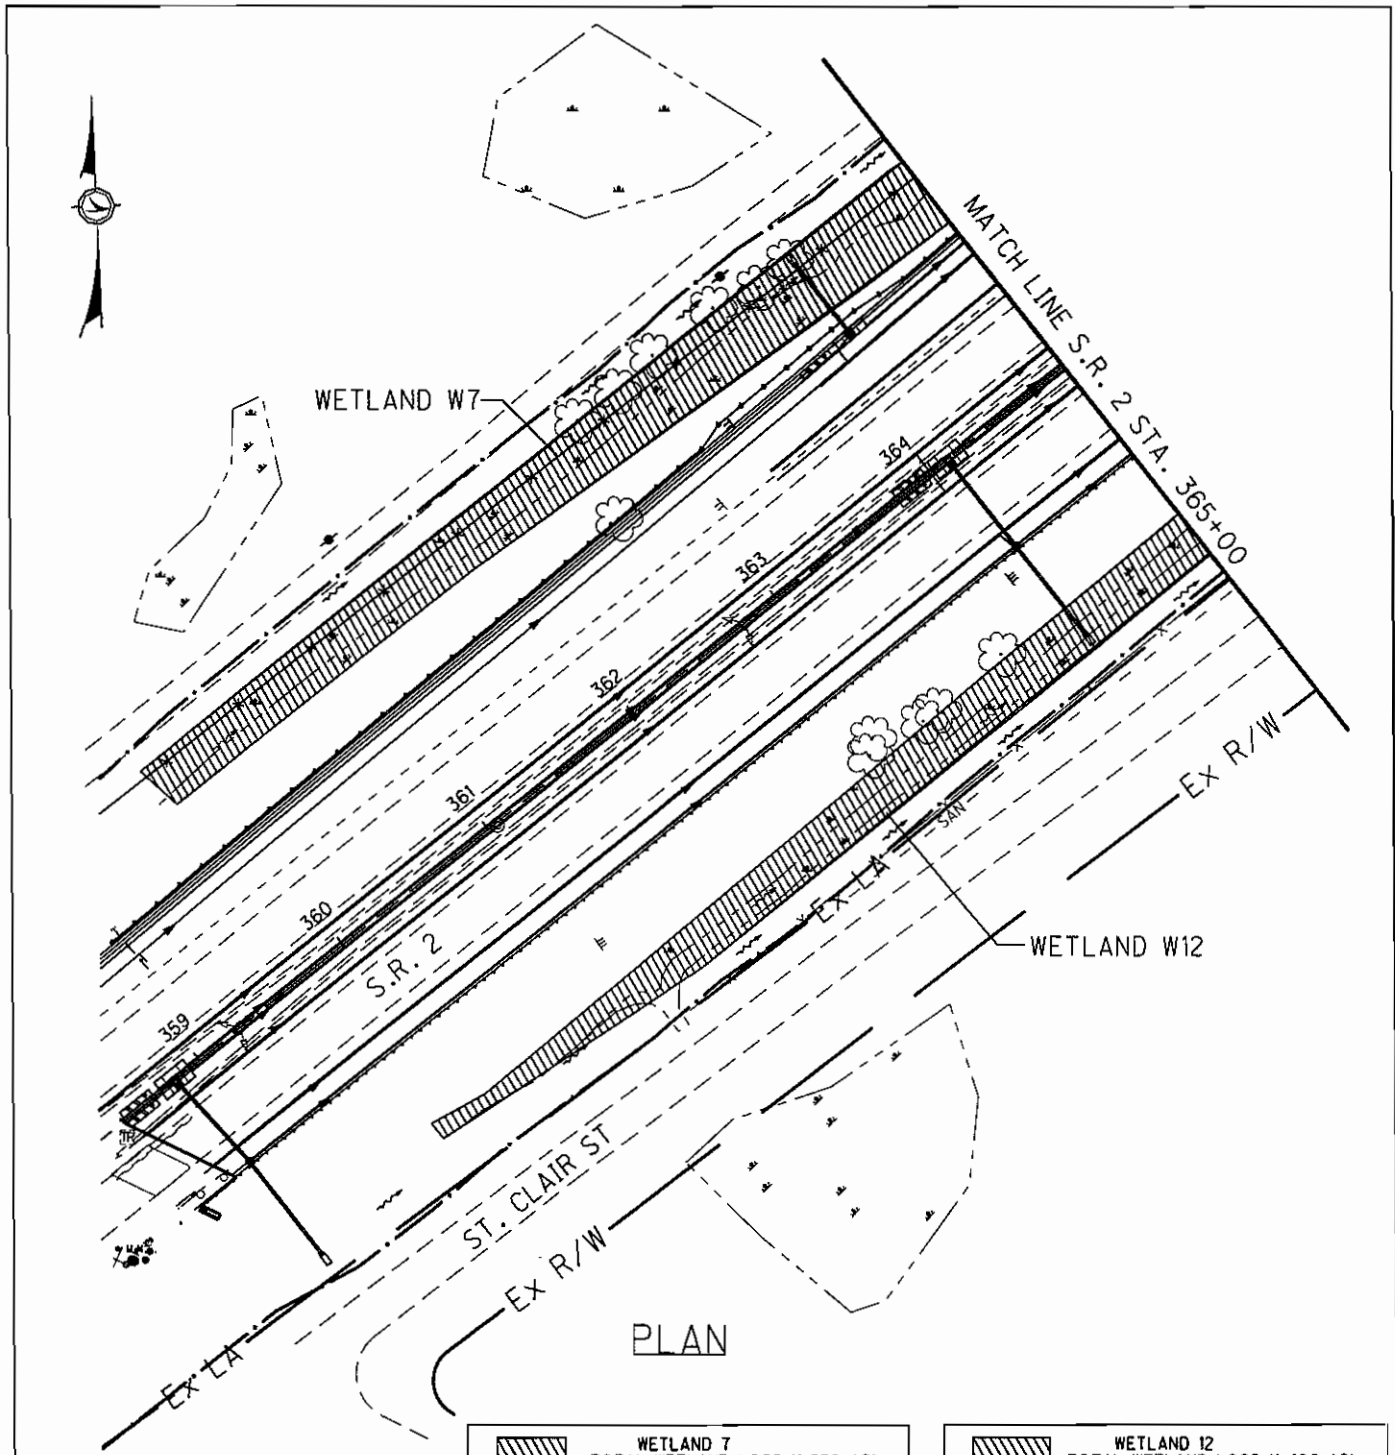 MATCH LINE S.R. 2 STA. 365+00
WETLAND W7
364
363
362
361
360
359
S.R. 2
Ex R/W
SAN
Ex LA
WETLAND W12
ST. CLAIR ST
Ex R/W
Ex LA
PLAN
WETLAND 7
WETLAND 12